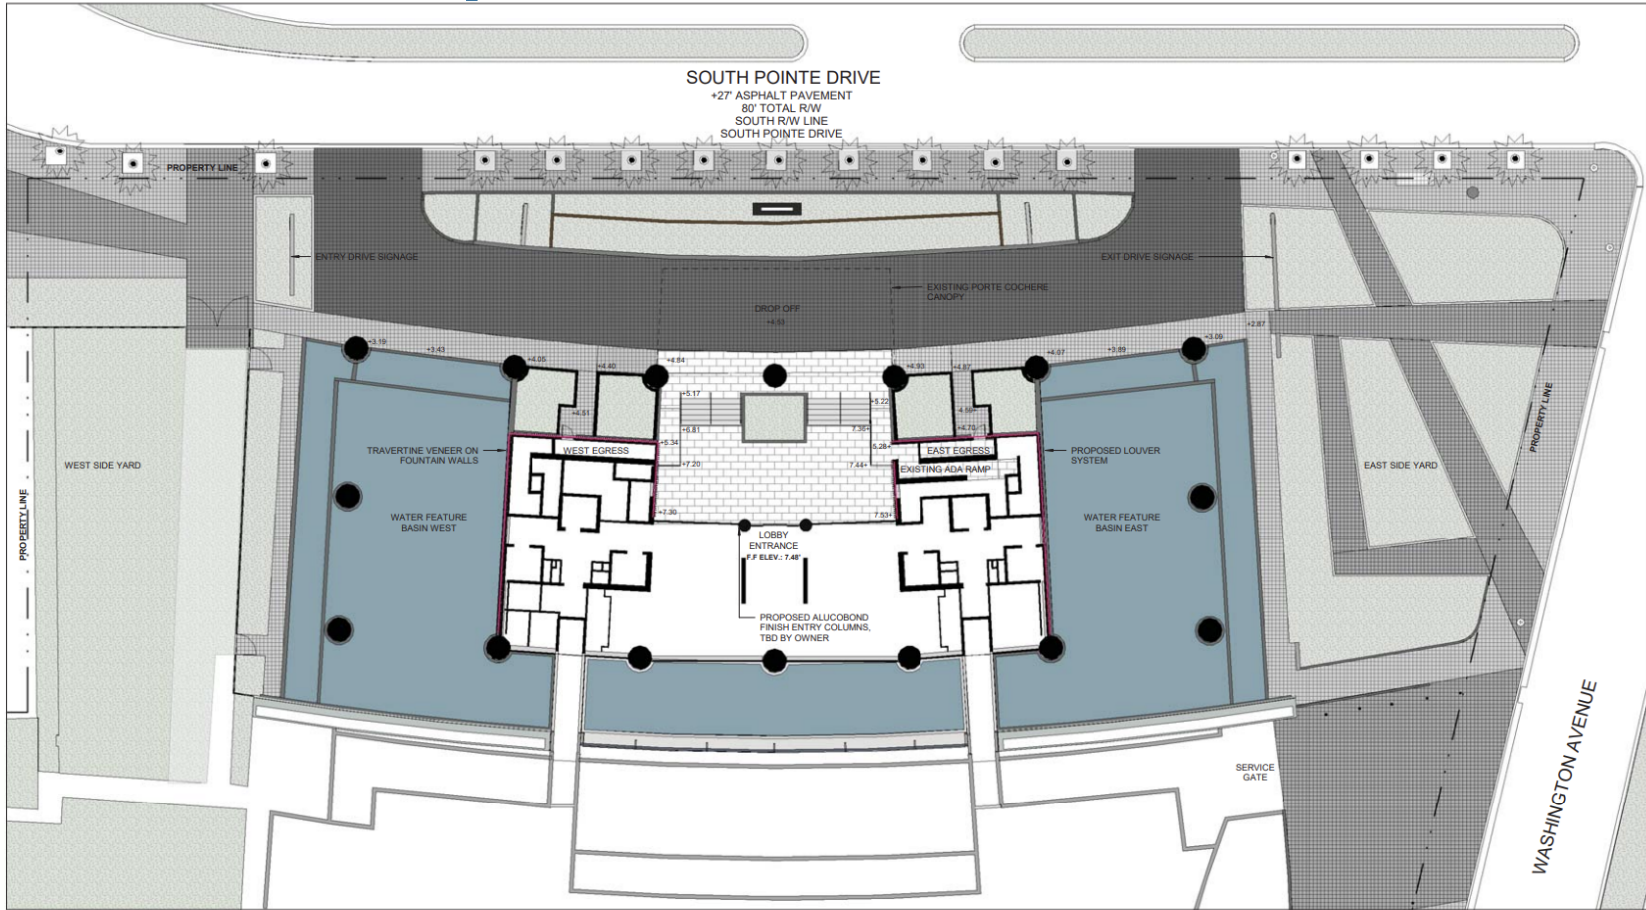 SOUTH POINTE DRIVE
+27' ASPHALT PAVEMENT
80' TOTAL R/W
SOUTH R/W LINE
SOUTH POINTE DRIVE
PROPERTY LINE
ENTRY DRIVE SIGNAGE
EXIT DRIVE SIGNAGE
EXISTING PORTE COCHERE
CANOPY
DROP OFF
+4.93
+2.87
+3.19
+3.43
+4.05
+4.40
+4.84
+4.93
+4.87
+4.07
+3.89
+3.09
+5.17
+5.22
+4.51
4.59+
+6.81
7.36+
+4.70
+5.34
5.28+
TRAVERTINE VENEER ON
FOUNTAIN WALLS
WEST EGRESS
EAST EGRESS
PROPOSED LOUVER
SYSTEM
WEST SIDE YARD
+7.20
7.44+
EXISTING ADA RAMP
EAST SIDE YARD
PROPERTY LINE
PROPERTY LINE
WATER FEATURE
BASIN WEST
+7.30
7.53+
WATER FEATURE
BASIN EAST
LOBBY
ENTRANCE
F.F ELEV.: 7.48'
PROPOSED ALUCOBOND
FINISH ENTRY COLUMNS,
TBD BY OWNER
SERVICE
GATE
WASHINGTON AVENUE